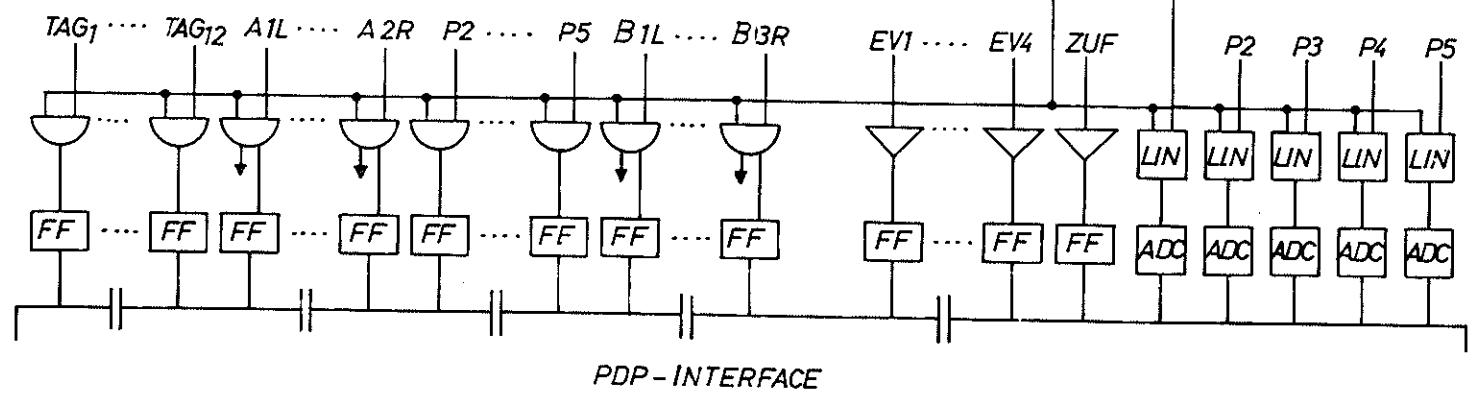 TAG1 ···· TAG12 A1L ···· A2R P2 ···· P5 B1L ···· B3R EV1 ···· EV4 ZUF P2 P3 P4 P5
···· ···· ···· ···· ···· LIN LIN LIN LIN LIN
FF ···· FF FF ···· FF FF ···· FF FF ···· FF FF ···· FF FF ADC ADC ADC ADC ADC
PDP-INTERFACE